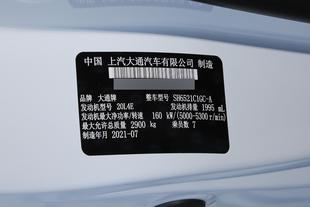 中国 上汽大通汽车有限公司 制造
品牌 大通牌 整车型号 SH6521C1GC-A
发动机型号 20L4E 发动机排量 1995 mL
发动机最大净功率/转速 160 kW/(5000-5300r/min)
最大允许总质量 2900 kg 乘员数 7
制造年月 2021-07